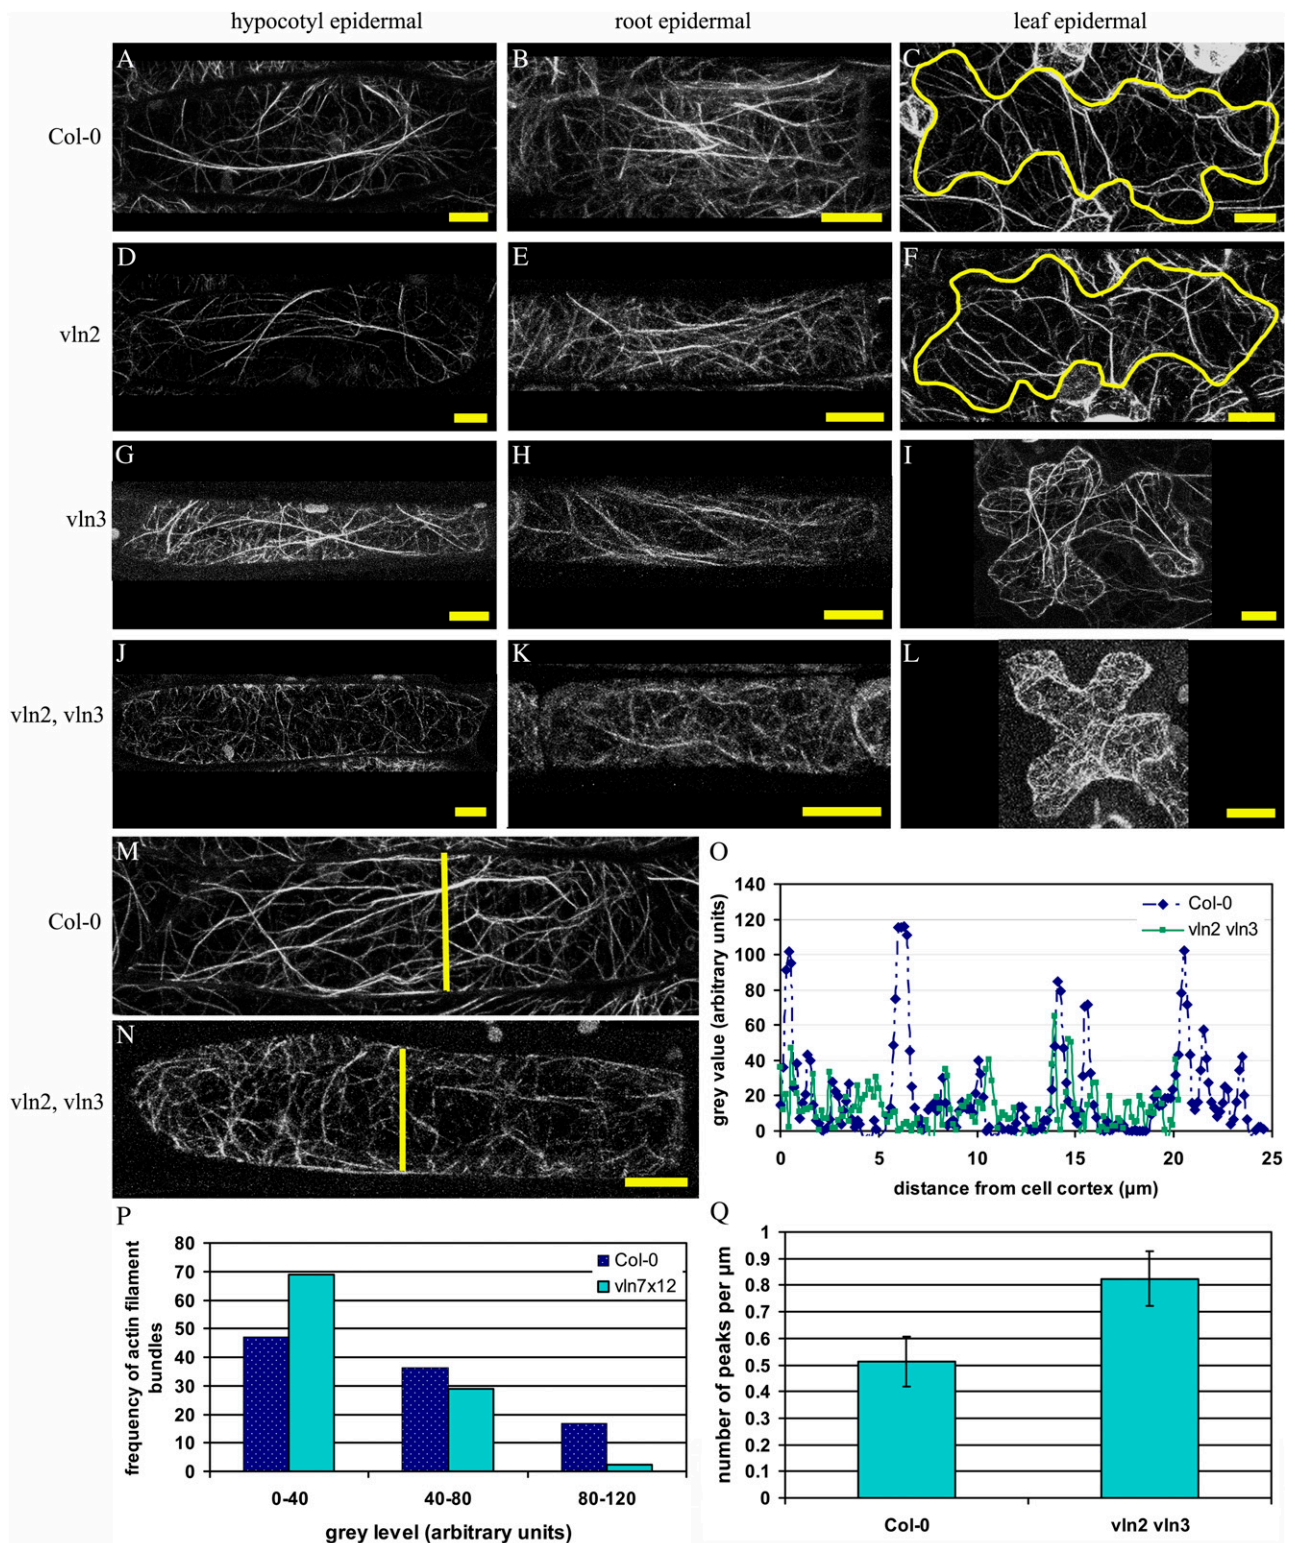 hypocotyl epidermal root epidermal leaf epidermal
A B C
Col-0
D E F
vln2
G H I
vln3
J K L
vln2, vln3
M O
Col-0
140
120
100
80
60
40
20
0
grey value (arbitrary units)
Col-0
vln2 vln3
0 5 10 15 20 25
distance from cell cortex (µm)
N
vln2, vln3
P
80
70
60
50
40
30
20
10
0
frequency of actin filament
bundles
Col-0
vln7x12
0-40 40-80 80-120
grey level (arbitrary units)
Q
1
0.9
0.8
0.7
0.6
0.5
0.4
0.3
0.2
0.1
0
number of peaks per µm
Col-0 vln2 vln3